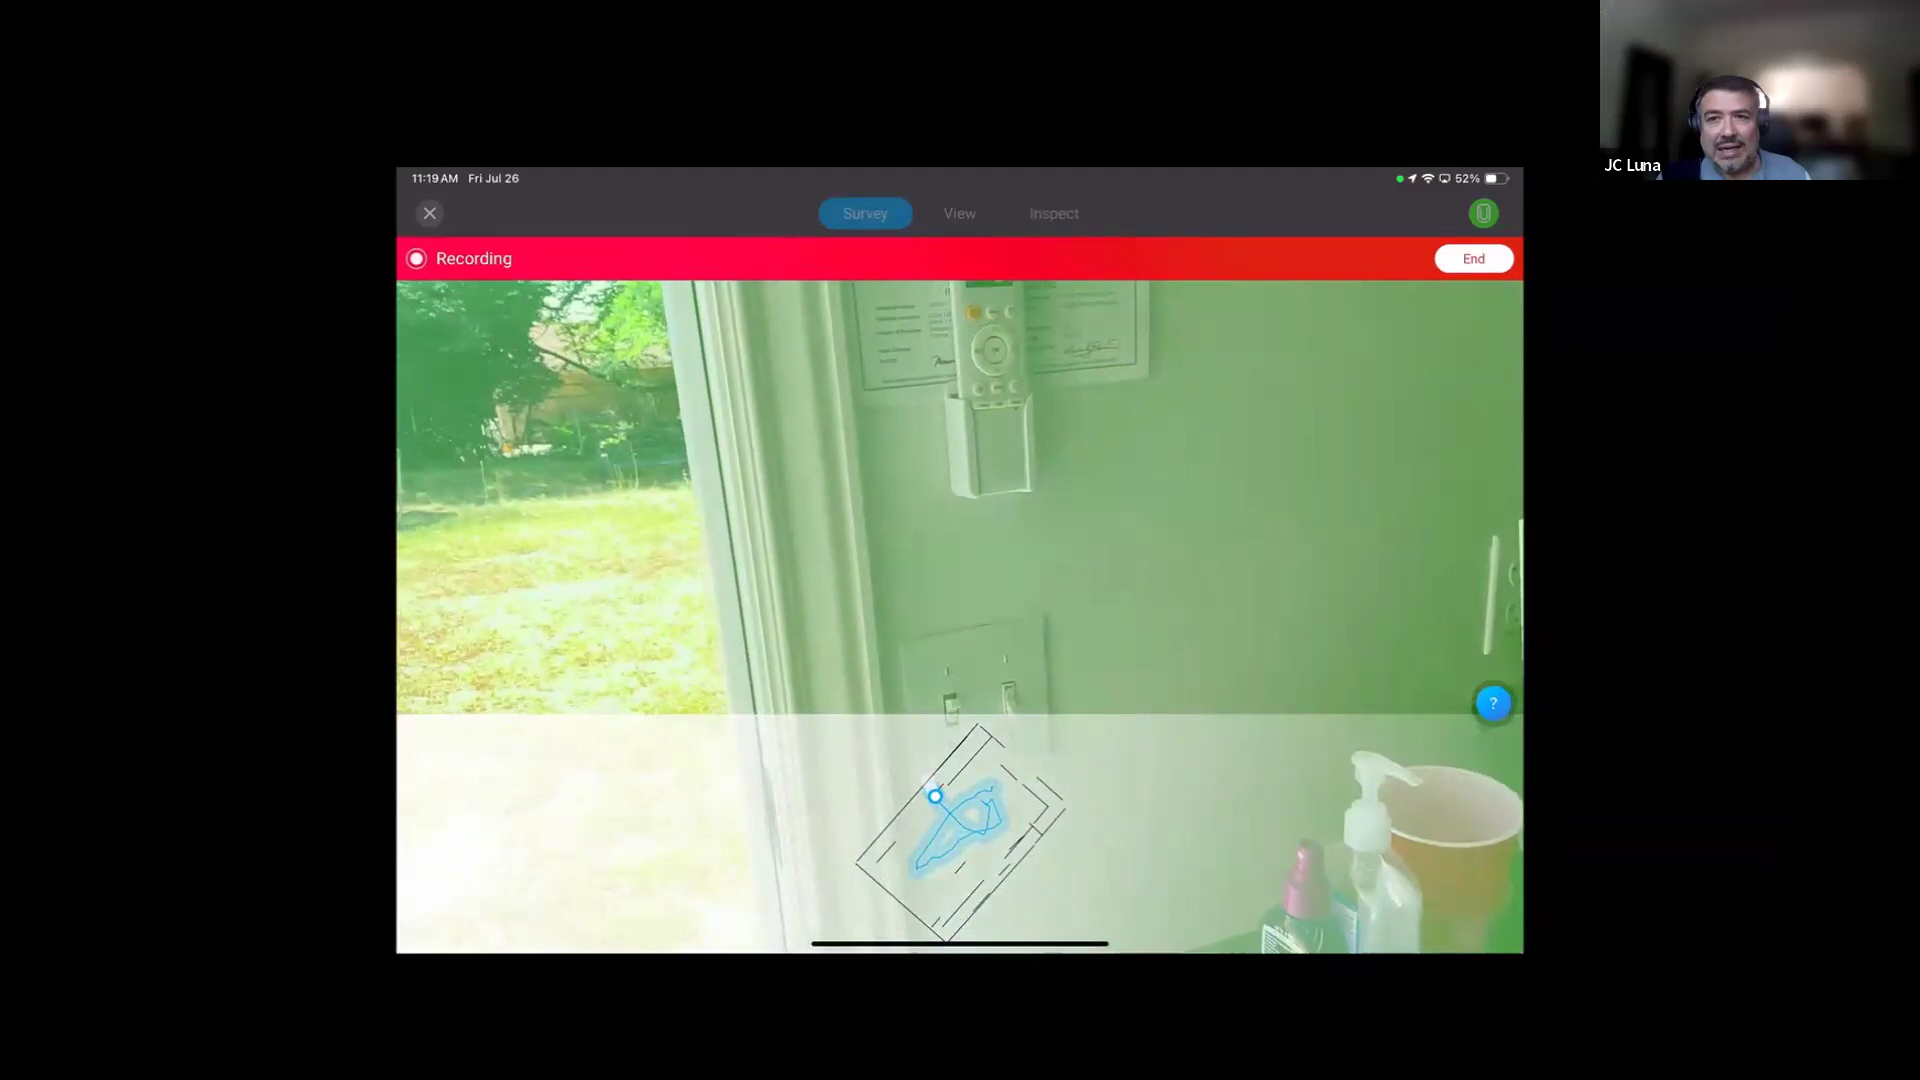 JC Luna
11:19 AM Fri Jul 26
52%
Survey View Inspect
Recording
End
?